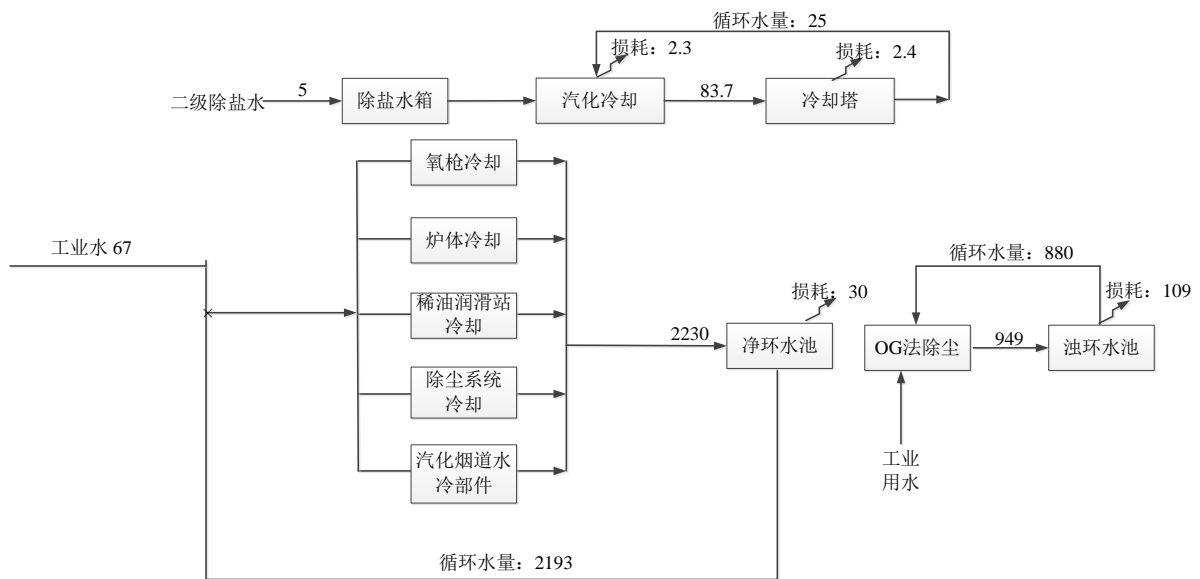 循环水量：25
损耗：2.3
损耗：2.4
二级除盐水
5
除盐水箱
汽化冷却
83.7
冷却塔
氧枪冷却
工业水 67
炉体冷却
循环水量：880
稀油润滑站
冷却
损耗：30
损耗：109
2230
净环水池
OG法除尘
949
浊环水池
除尘系统
冷却
汽化烟道水
冷部件
工业
用水
循环水量：2193